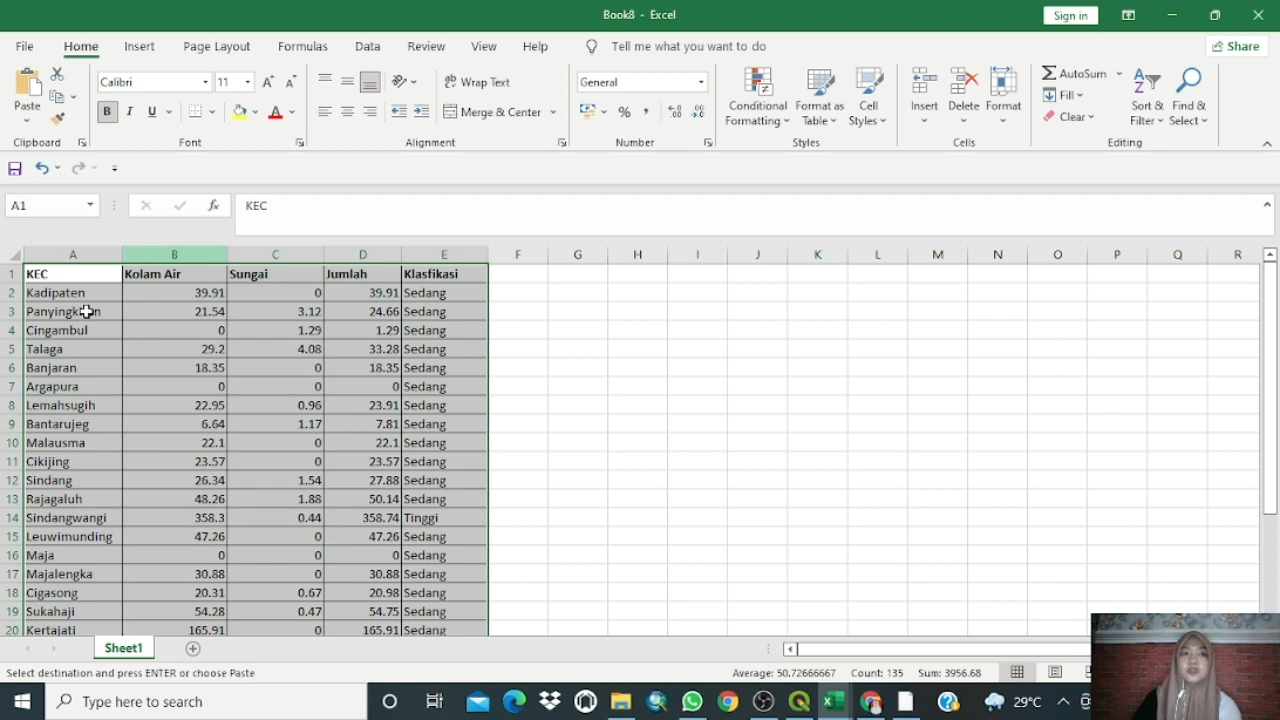 Book8 - Excel
Sign in
File Home Insert Page Layout Formulas Data Review View Help Tell me what you want to do Share
Paste
Calibri 11
B I U
Wrap Text
Merge & Center
General
Conditional Formatting
Format as Table
Cell Styles
Insert Delete Format
AutoSum
Fill
Clear
Sort & Filter
Find & Select
Clipboard Font Alignment Number Styles Cells Editing
A1 fx KEC
A B C D E F G H I J K L M N O P Q R
1 KEC Kolam Air Sungai Jumlah Klasfikasi
2 Kadipaten 39.91 0 39.91 Sedang
3 21.54 3.12 24.66 Sedang
4 Cingambul 0 1.29 1.29 Sedang
5 Talaga 29.2 4.08 33.28 Sedang
6 Banjaran 18.35 0 18.35 Sedang
7 Argapura 0 0 0 Sedang
8 Lemahsugih 22.95 0.96 23.91 Sedang
9 Bantarujeg 6.64 1.17 7.81 Sedang
10 Malausma 22.1 0 22.1 Sedang
11 Cikijing 23.57 0 23.57 Sedang
12 Sindang 26.34 1.54 27.88 Sedang
13 Rajagaluh 48.26 1.88 50.14 Sedang
14 Sindangwangi 358.3 0.44 358.74 Tinggi
15 Leuwimunding 47.26 0 47.26 Sedang
16 Maja 0 0 0 Sedang
17 Majalengka 30.88 0 30.88 Sedang
18 Cigasong 20.31 0.67 20.98 Sedang
19 Sukahaji 54.28 0.47 54.75 Sedang
20 Kertajati 165.91 0 165.91 Sedang
Sheet1
Select destination and press ENTER or choose Paste Average: 50.72666667 Count: 135 Sum: 3956.68
Type here to search 29°C